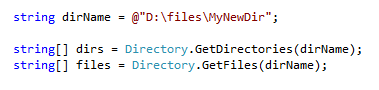 string dirName = @"D:\files\MyNewDir";
string[] dirs = Directory.GetDirectories(dirName);
string[] files = Directory.GetFiles(dirName);